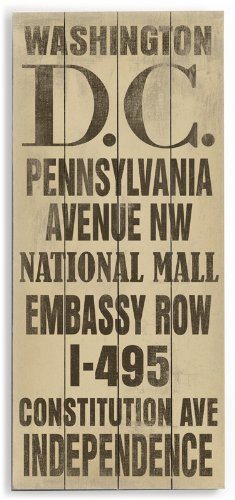 WASHINGTON
D.C.
PENNSYLVANIA
AVENUE NW
NATIONAL MALL
EMBASSY ROW
I-495
CONSTITUTION AVE
INDEPENDENCE